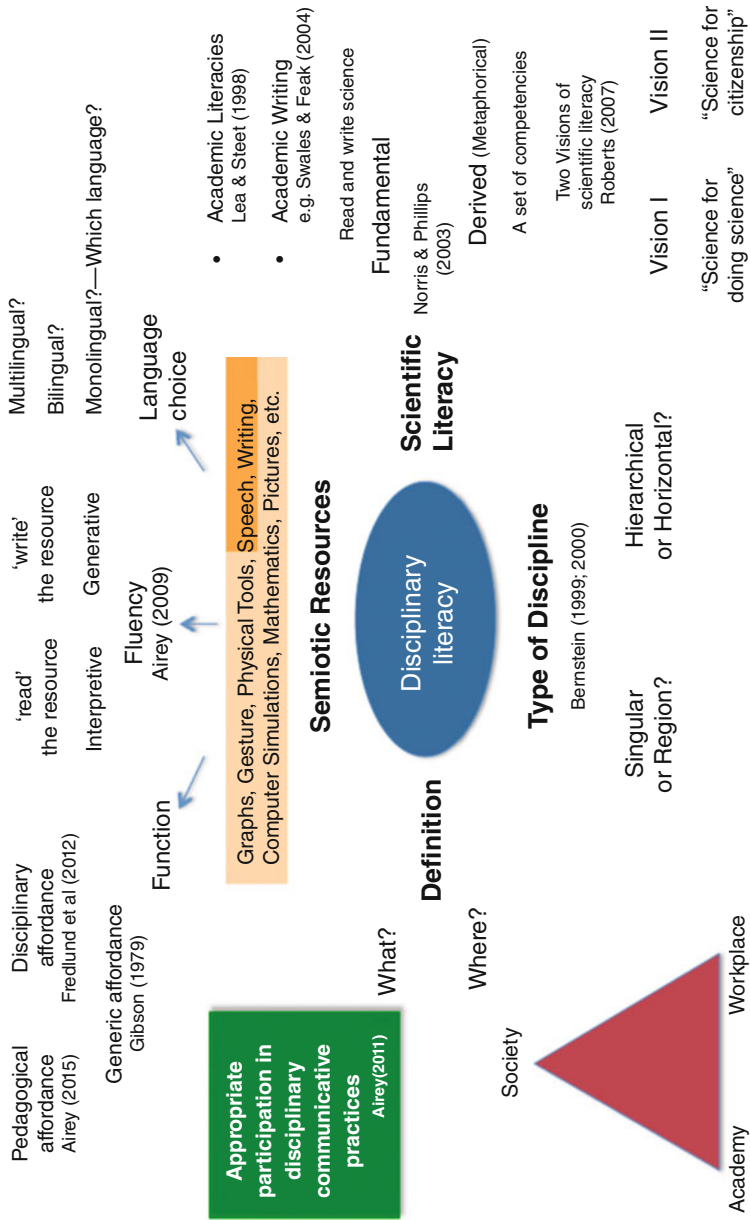 Pedagogical
affordance
Airey (2015)
Disciplinary
affordance
Fredlund et al (2012)
Generic affordance
Gibson (1979)
Function
'read'
the resource
Interpretive
'write'
the resource
Generative
Fluency
Airey (2009)
Multilingual?
Bilingual?
Monolingual?—Which language?
Language
choice
Graphs, Gesture, Physical Tools, Speech, Writing,
Computer Simulations, Mathematics, Pictures, etc.
Semiotic Resources
• Academic Literacies
Lea & Steet (1998)
• Academic Writing
e.g. Swales & Feak (2004)
Read and write science
Fundamental
Norris & Phillips
(2003)
Derived (Metaphorical)
A set of competencies
Two Visions of
scientific literacy
Roberts (2007)
Vision I
Vision II
"Science for
doing science"
"Science for
citizenship"
Scientific
Literacy
Disciplinary
literacy
Definition
What?
Where?
Appropriate
participation in
disciplinary
communicative
practices
Airey(2011)
Type of Discipline
Bernstein (1999; 2000)
Singular
or Region?
Hierarchical
or Horizontal?
Society
Academy
Workplace